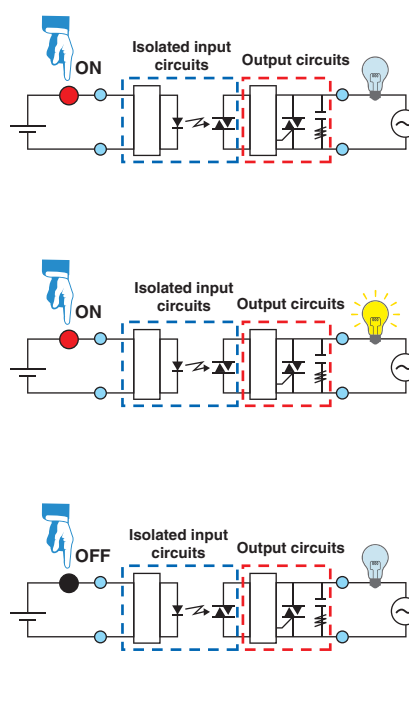 ON
Isolated input
circuits
Output circuits
ON
Isolated input
circuits
Output circuits
OFF
Isolated input
circuits
Output circuits